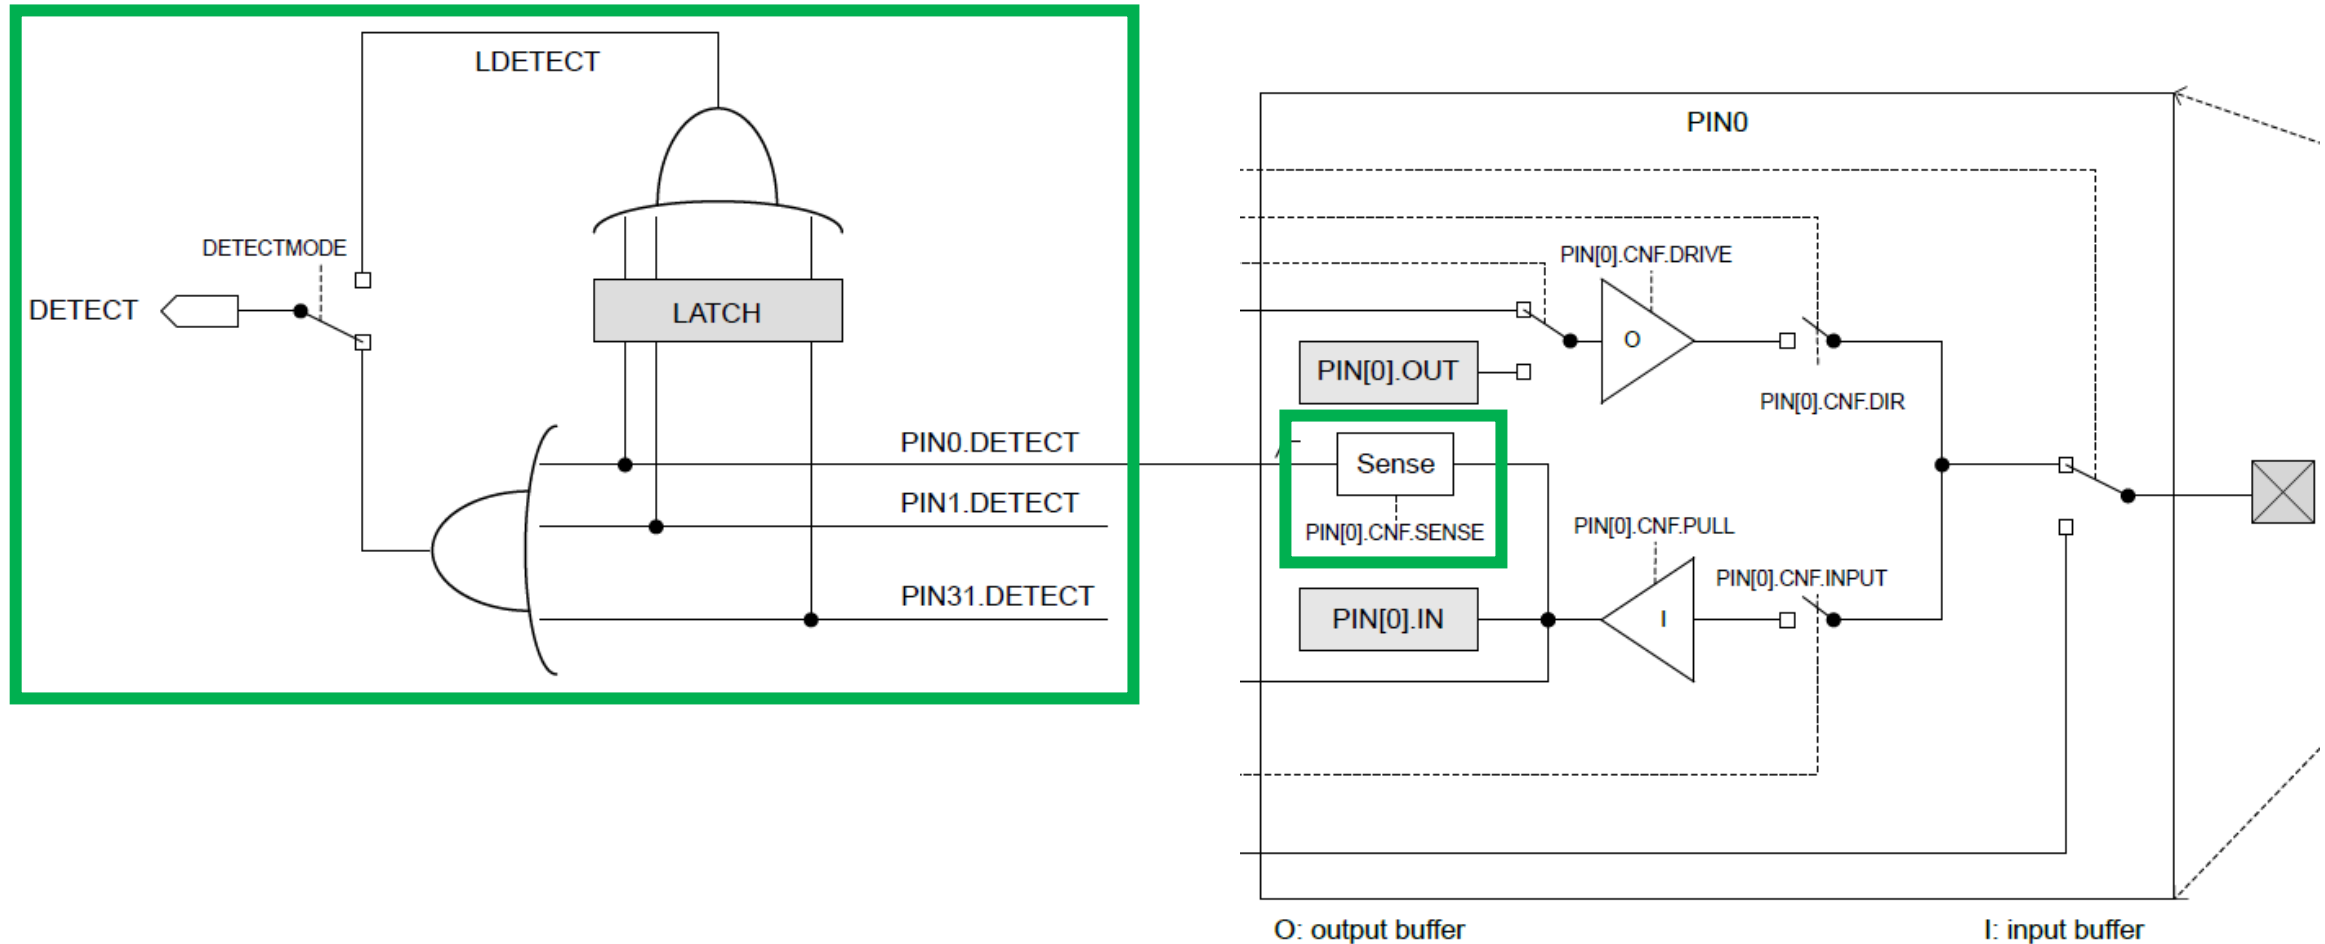 LDETECT
DETECTMODE
DETECT
LATCH
PIN0.DETECT
PIN1.DETECT
PIN31.DETECT
PIN0
PIN[0].CNF.DRIVE
O
PIN[0].OUT
PIN[0].CNF.DIR
Sense
PIN[0].CNF.SENSE
PIN[0].CNF.PULL
PIN[0].CNF.INPUT
PIN[0].IN
I
O: output buffer
I: input buffer